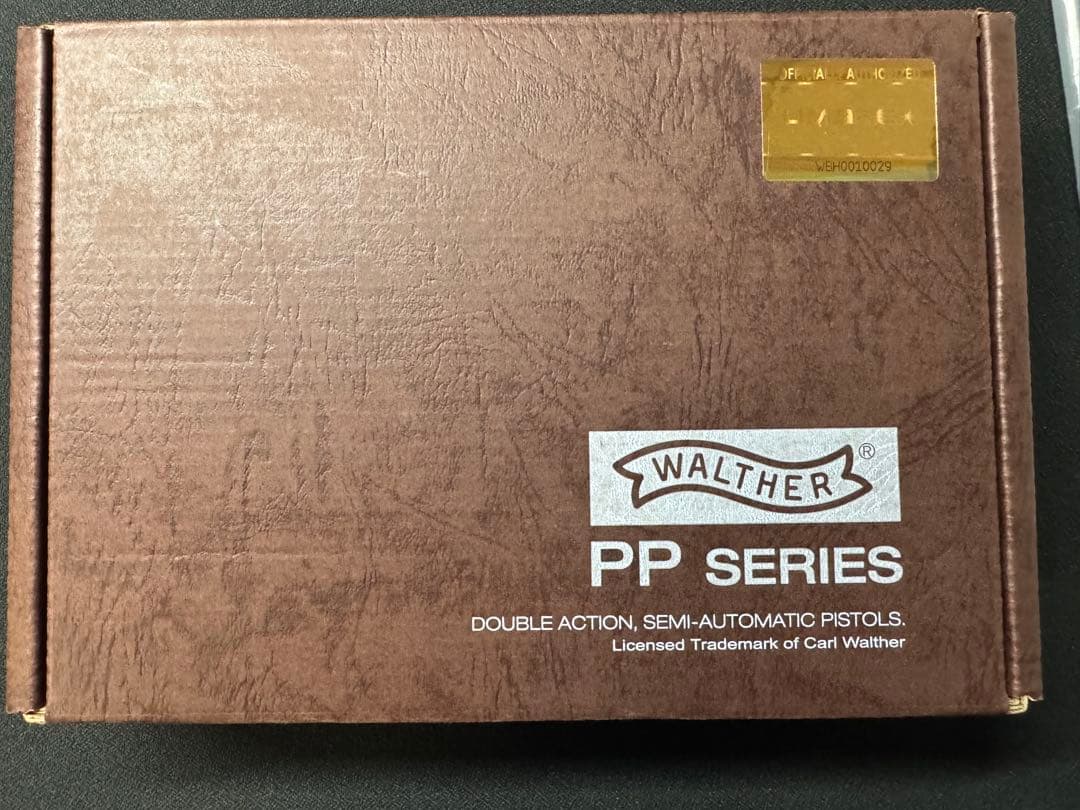 WBH0010029
WALTHER®
PP SERIES
DOUBLE ACTION, SEMI-AUTOMATIC PISTOLS.
Licensed Trademark of Carl Walther